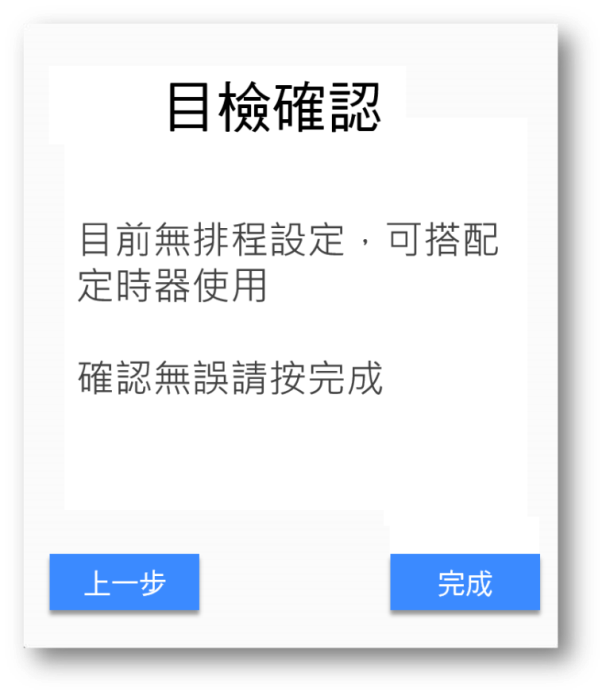 目檢確認
目前無排程設定，可搭配
定時器使用
確認無誤請按完成
上一步
完成